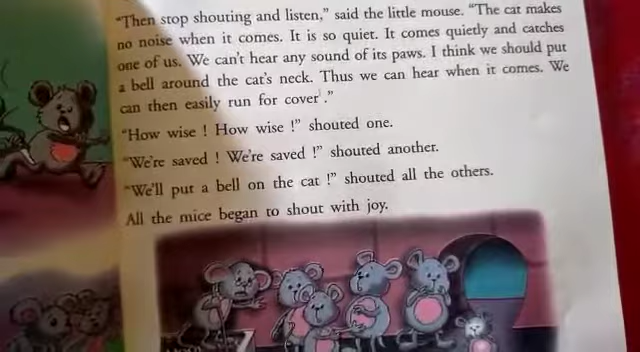 “Then stop shouting and listen,” said the little mouse. “The cat makes
no noise when it comes. It is so quiet. It comes quietly and catches
one of us. We can't hear any sound of its paws. I think we should put
a bell around the cat's neck. Thus we can hear when it comes. We
can then easily run for cover.”
“How wise ! How wise !” shouted one.
“We're saved ! We're saved !” shouted another.
“We'll put a bell on the cat !” shouted all the others.
All the mice began to shout with joy.